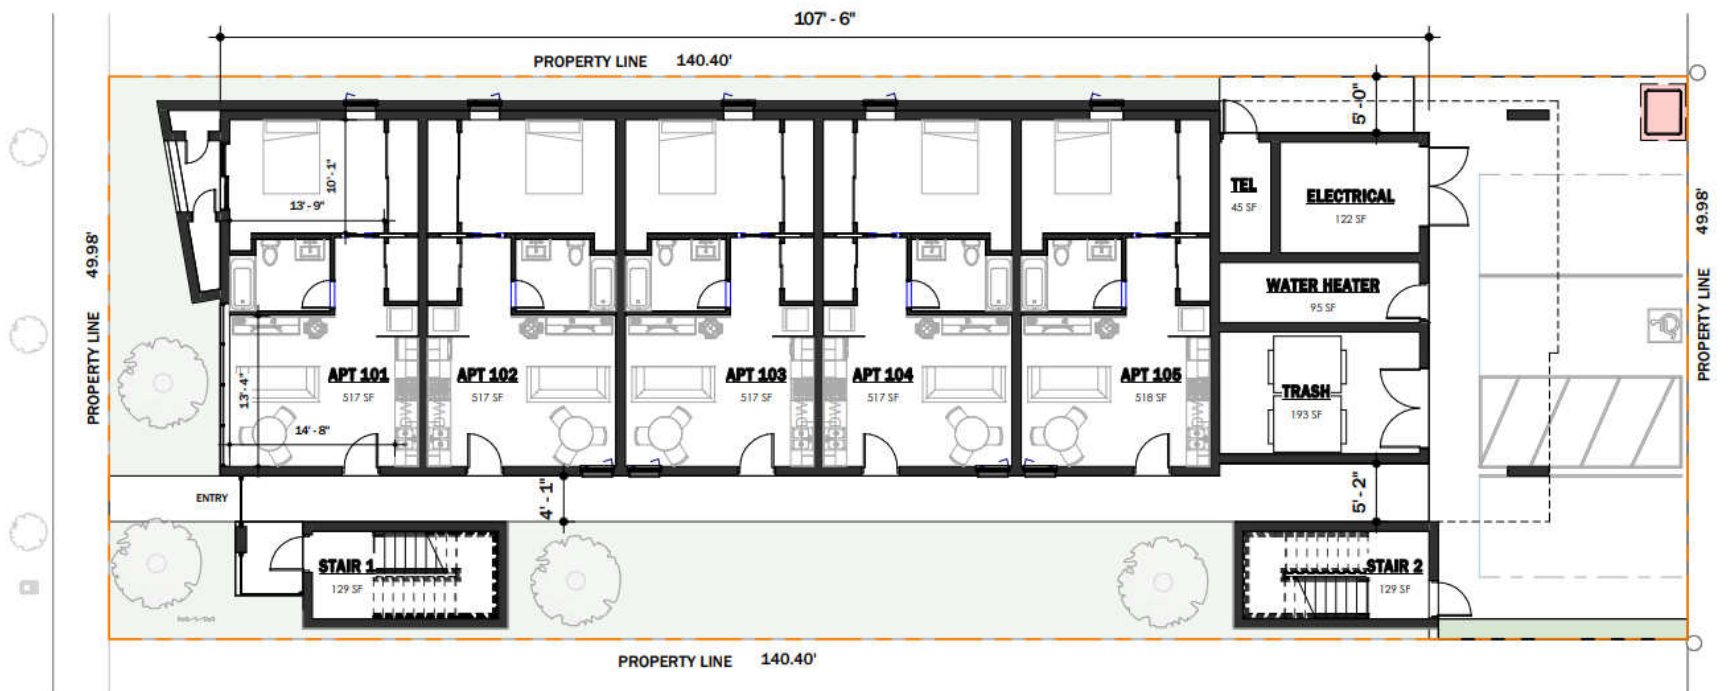 107' - 6"
PROPERTY LINE 140.40'
5' - 0"
10' - 1"
13' - 9"
TEL
45 SF
ELECTRICAL
122 SF
49.98'
PROPERTY LINE
49.98'
PROPERTY LINE
WATER HEATER
95 SF
APT 101
517 SF
APT 102
517 SF
APT 103
517 SF
APT 104
517 SF
APT 105
518 SF
TRASH
193 SF
13' - 4"
14' - 8"
ENTRY
4' - 1"
5' - 2"
STAIR 1
129 SF
STAIR 2
129 SF
PROPERTY LINE 140.40'